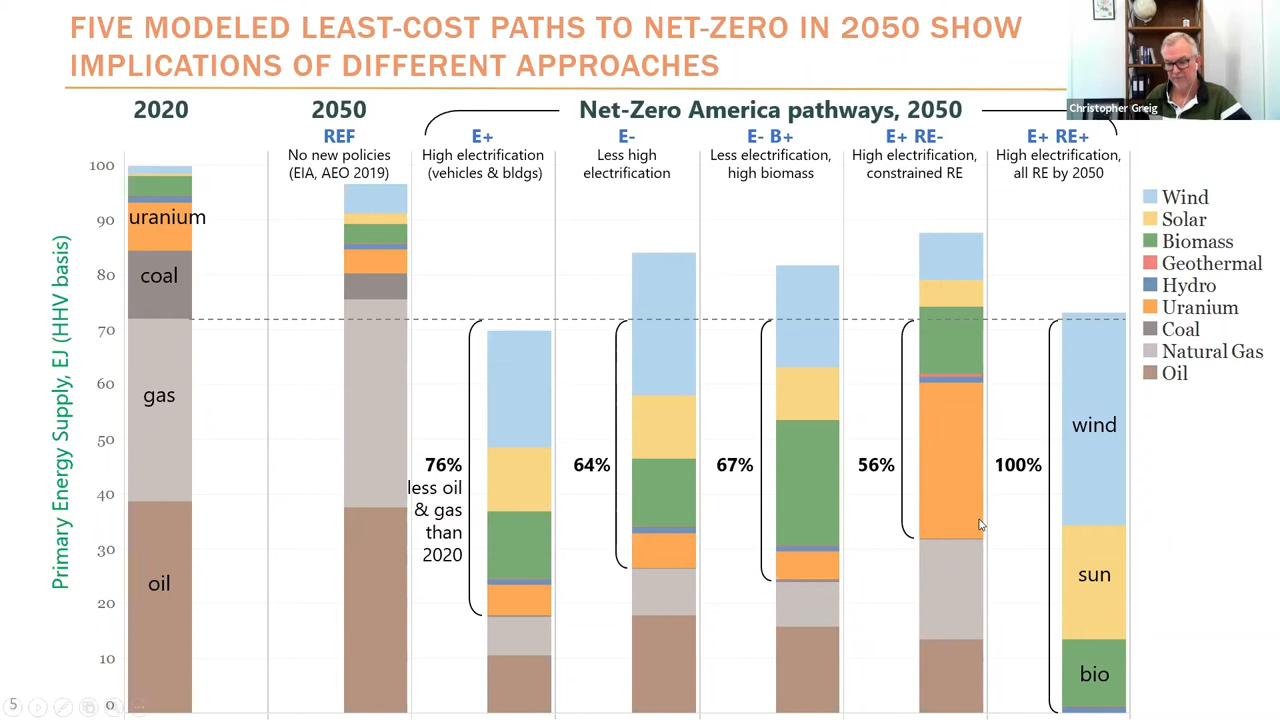 FIVE MODELED LEAST-COST PATHS TO NET-ZERO IN 2050 SHOW
IMPLICATIONS OF DIFFERENT APPROACHES
Christopher Greig
2020
2050
Net-Zero America pathways, 2050
REF
No new policies
(EIA, AEO 2019)
E+
High electrification
(vehicles & bldgs)
E-
Less high
electrification
E- B+
Less electrification,
high biomass
E+ RE-
High electrification,
constrained RE
E+ RE+
High electrification,
all RE by 2050
Primary Energy Supply, EJ (HHV basis)
100
90
80
70
60
50
40
30
20
10
0
uranium
coal
gas
oil
76%
less oil
& gas
than
2020
64%
67%
56%
100%
wind
sun
bio
Wind
Solar
Biomass
Geothermal
Hydro
Uranium
Coal
Natural Gas
Oil
5